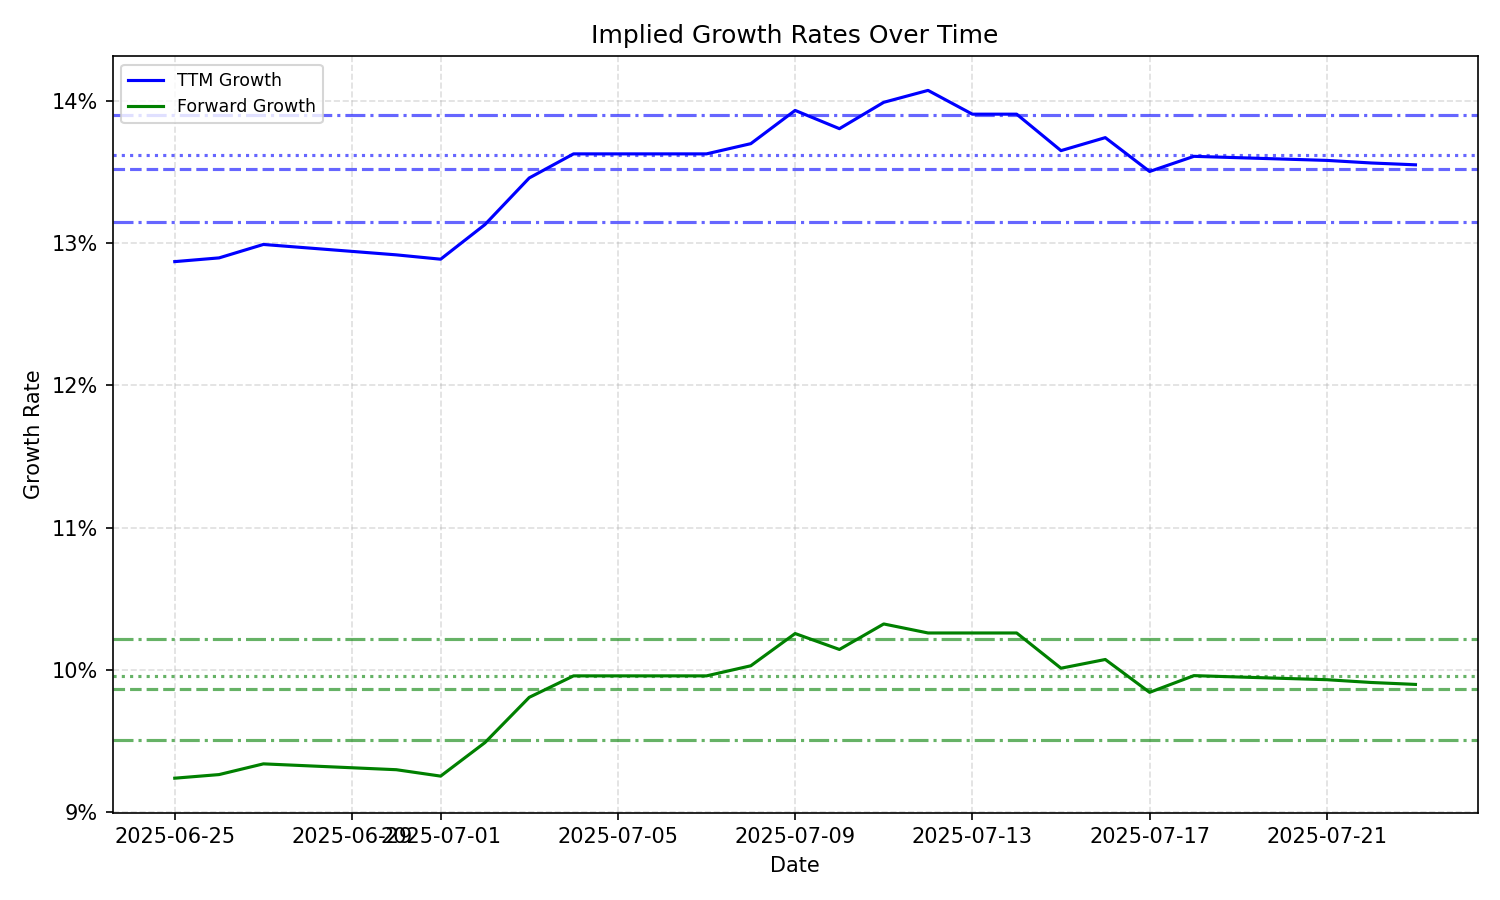 Implied Growth Rates Over Time
TTM Growth
Forward Growth
14%
13%
12%
11%
10%
9%
Growth Rate
2025-06-25
2025-06-29
2025-07-01
2025-07-05
2025-07-09
2025-07-13
2025-07-17
2025-07-21
Date